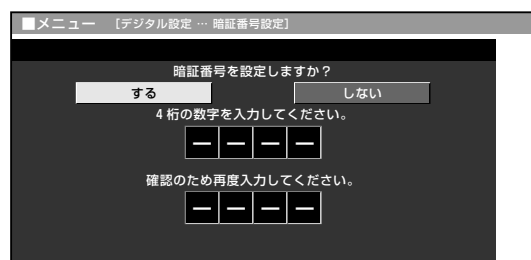 ■メニュー [デジタル設定 … 暗証番号設定]
暗証番号を設定しますか？
する しない
4桁の数字を入力してください。
－ － － －
確認のため再度入力してください。
－ － － －